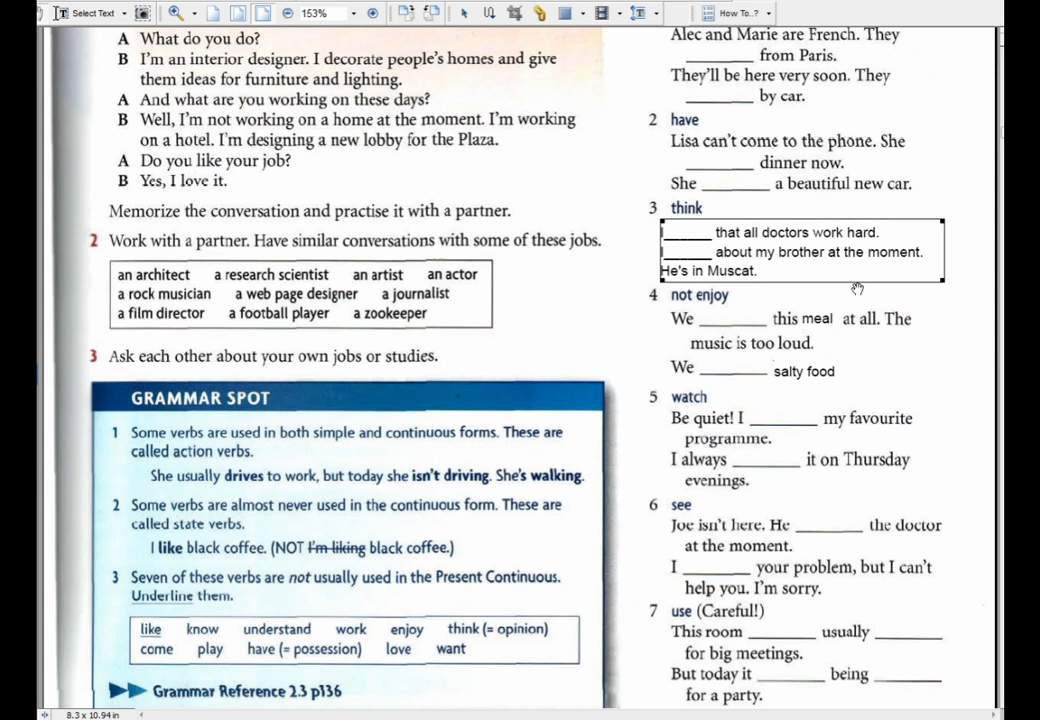 Select Text
153%
How To..?
A What do you do?
B I'm an interior designer. I decorate people's homes and give
them ideas for furniture and lighting.
A And what are you working on these days?
B Well, I'm not working on a home at the moment. I'm working
on a hotel. I'm designing a new lobby for the Plaza.
A Do you like your job?
B Yes, I love it.
Memorize the conversation and practise it with a partner.
2 Work with a partner. Have similar conversations with some of these jobs.
an architect a research scientist an artist an actor
a rock musician a web page designer a journalist
a film director a football player a zookeeper
3 Ask each other about your own jobs or studies.
GRAMMAR SPOT
1 Some verbs are used in both simple and continuous forms. These are
called action verbs.
She usually drives to work, but today she isn't driving. She's walking.
2 Some verbs are almost never used in the continuous form. These are
called state verbs.
I like black coffee. (NOT I'm liking black coffee.)
3 Seven of these verbs are not usually used in the Present Continuous.
Underline them.
like know understand work enjoy think (= opinion)
come play have (= possession) love want
Grammar Reference 2.3 p136
Alec and Marie are French. They
________ from Paris.
They'll be here very soon. They
________ by car.
2 have
Lisa can't come to the phone. She
________ dinner now.
She ________ a beautiful new car.
3 think
I______ that all doctors work hard.
I______ about my brother at the moment.
He's in Muscat.
4 not enjoy
We ________ this meal at all. The
music is too loud.
We ________ salty food
5 watch
Be quiet! I ________ my favourite
programme.
I always ________ it on Thursday
evenings.
6 see
Joe isn't here. He ________ the doctor
at the moment.
I ________ your problem, but I can't
help you. I'm sorry.
7 use (Careful!)
This room ________ usually ________
for big meetings.
But today it ________ being ________
for a party.
8.3 x 10.94 in